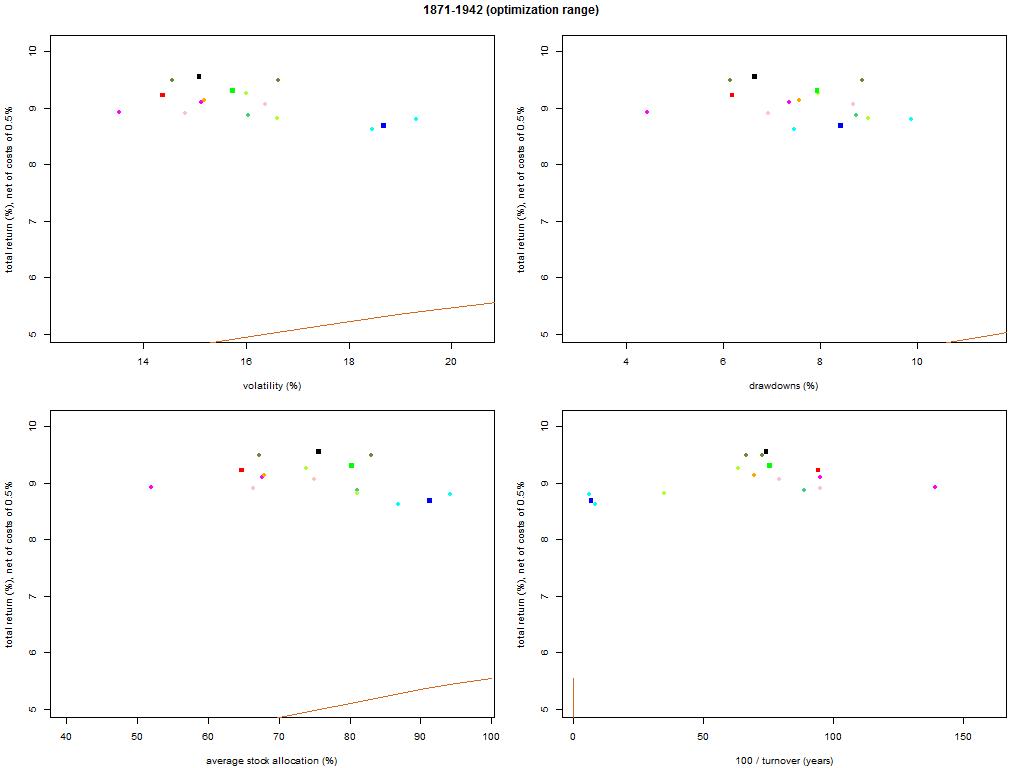 1871-1942 (optimization range)
total return (%), net of costs of 0.5%
5 6 7 8 9 10
14 16 18 20
volatility (%)
total return (%), net of costs of 0.5%
5 6 7 8 9 10
4 6 8 10
drawdowns (%)
total return (%), net of costs of 0.5%
5 6 7 8 9 10
40 50 60 70 80 90 100
average stock allocation (%)
total return (%), net of costs of 0.5%
5 6 7 8 9 10
0 50 100 150
100 / turnover (years)